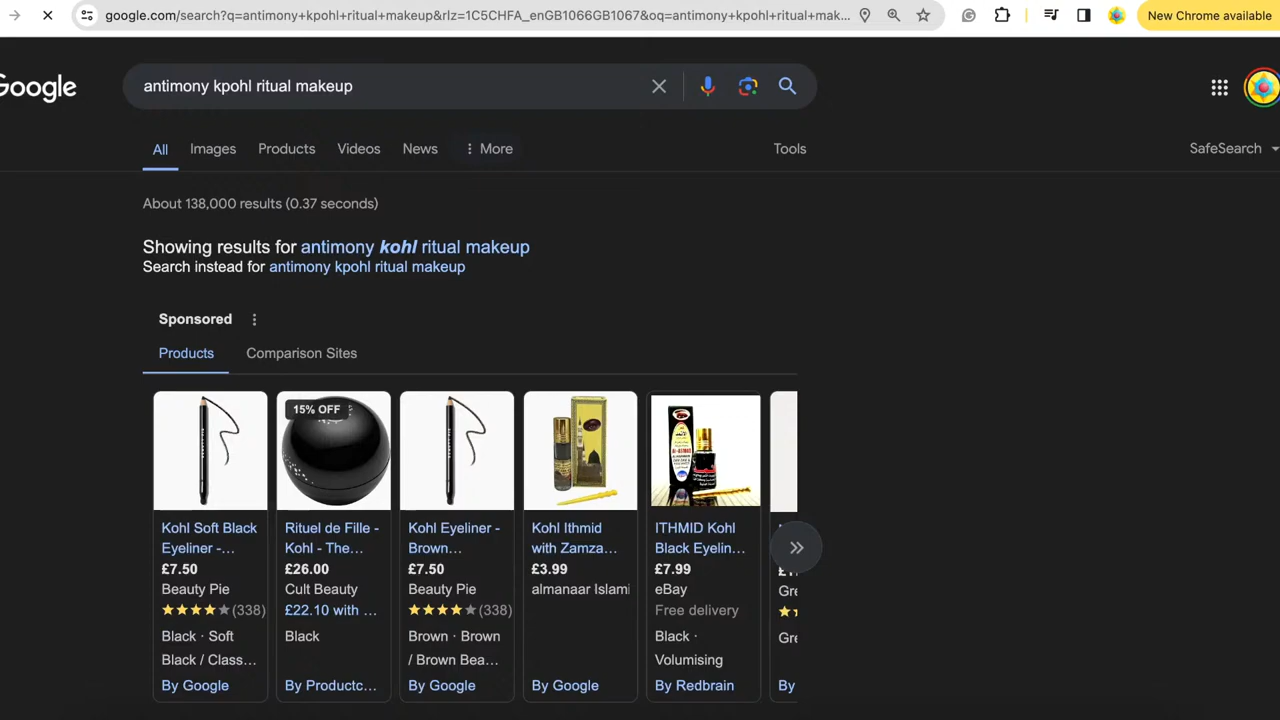 google.com/search?q=antimony+kpohl+ritual+makeup&rlz=1C5CHFA_enGB1066GB1067&oq=antimony+kpohl+ritual+mak...
New Chrome available
Google
antimony kpohl ritual makeup
All Images Products Videos News More Tools SafeSearch
About 138,000 results (0.37 seconds)
Showing results for antimony kohl ritual makeup
Search instead for antimony kpohl ritual makeup
Sponsored
Products Comparison Sites
15% OFF
Kohl Soft Black
Eyeliner -...
£7.50
Beauty Pie
(338)
Black · Soft
Black / Class...
By Google
Rituel de Fille -
Kohl - The...
£26.00
Cult Beauty
£22.10 with ...
Black
By Productc...
Kohl Eyeliner -
Brown...
£7.50
Beauty Pie
(338)
Brown · Brown
/ Brown Bea...
By Google
Kohl Ithmid
with Zamza...
£3.99
almanaar Islami
By Google
ITHMID Kohl
Black Eyelin...
£7.99
eBay
Free delivery
Black ·
Volumising
By Redbrain
Gre
Gre
By